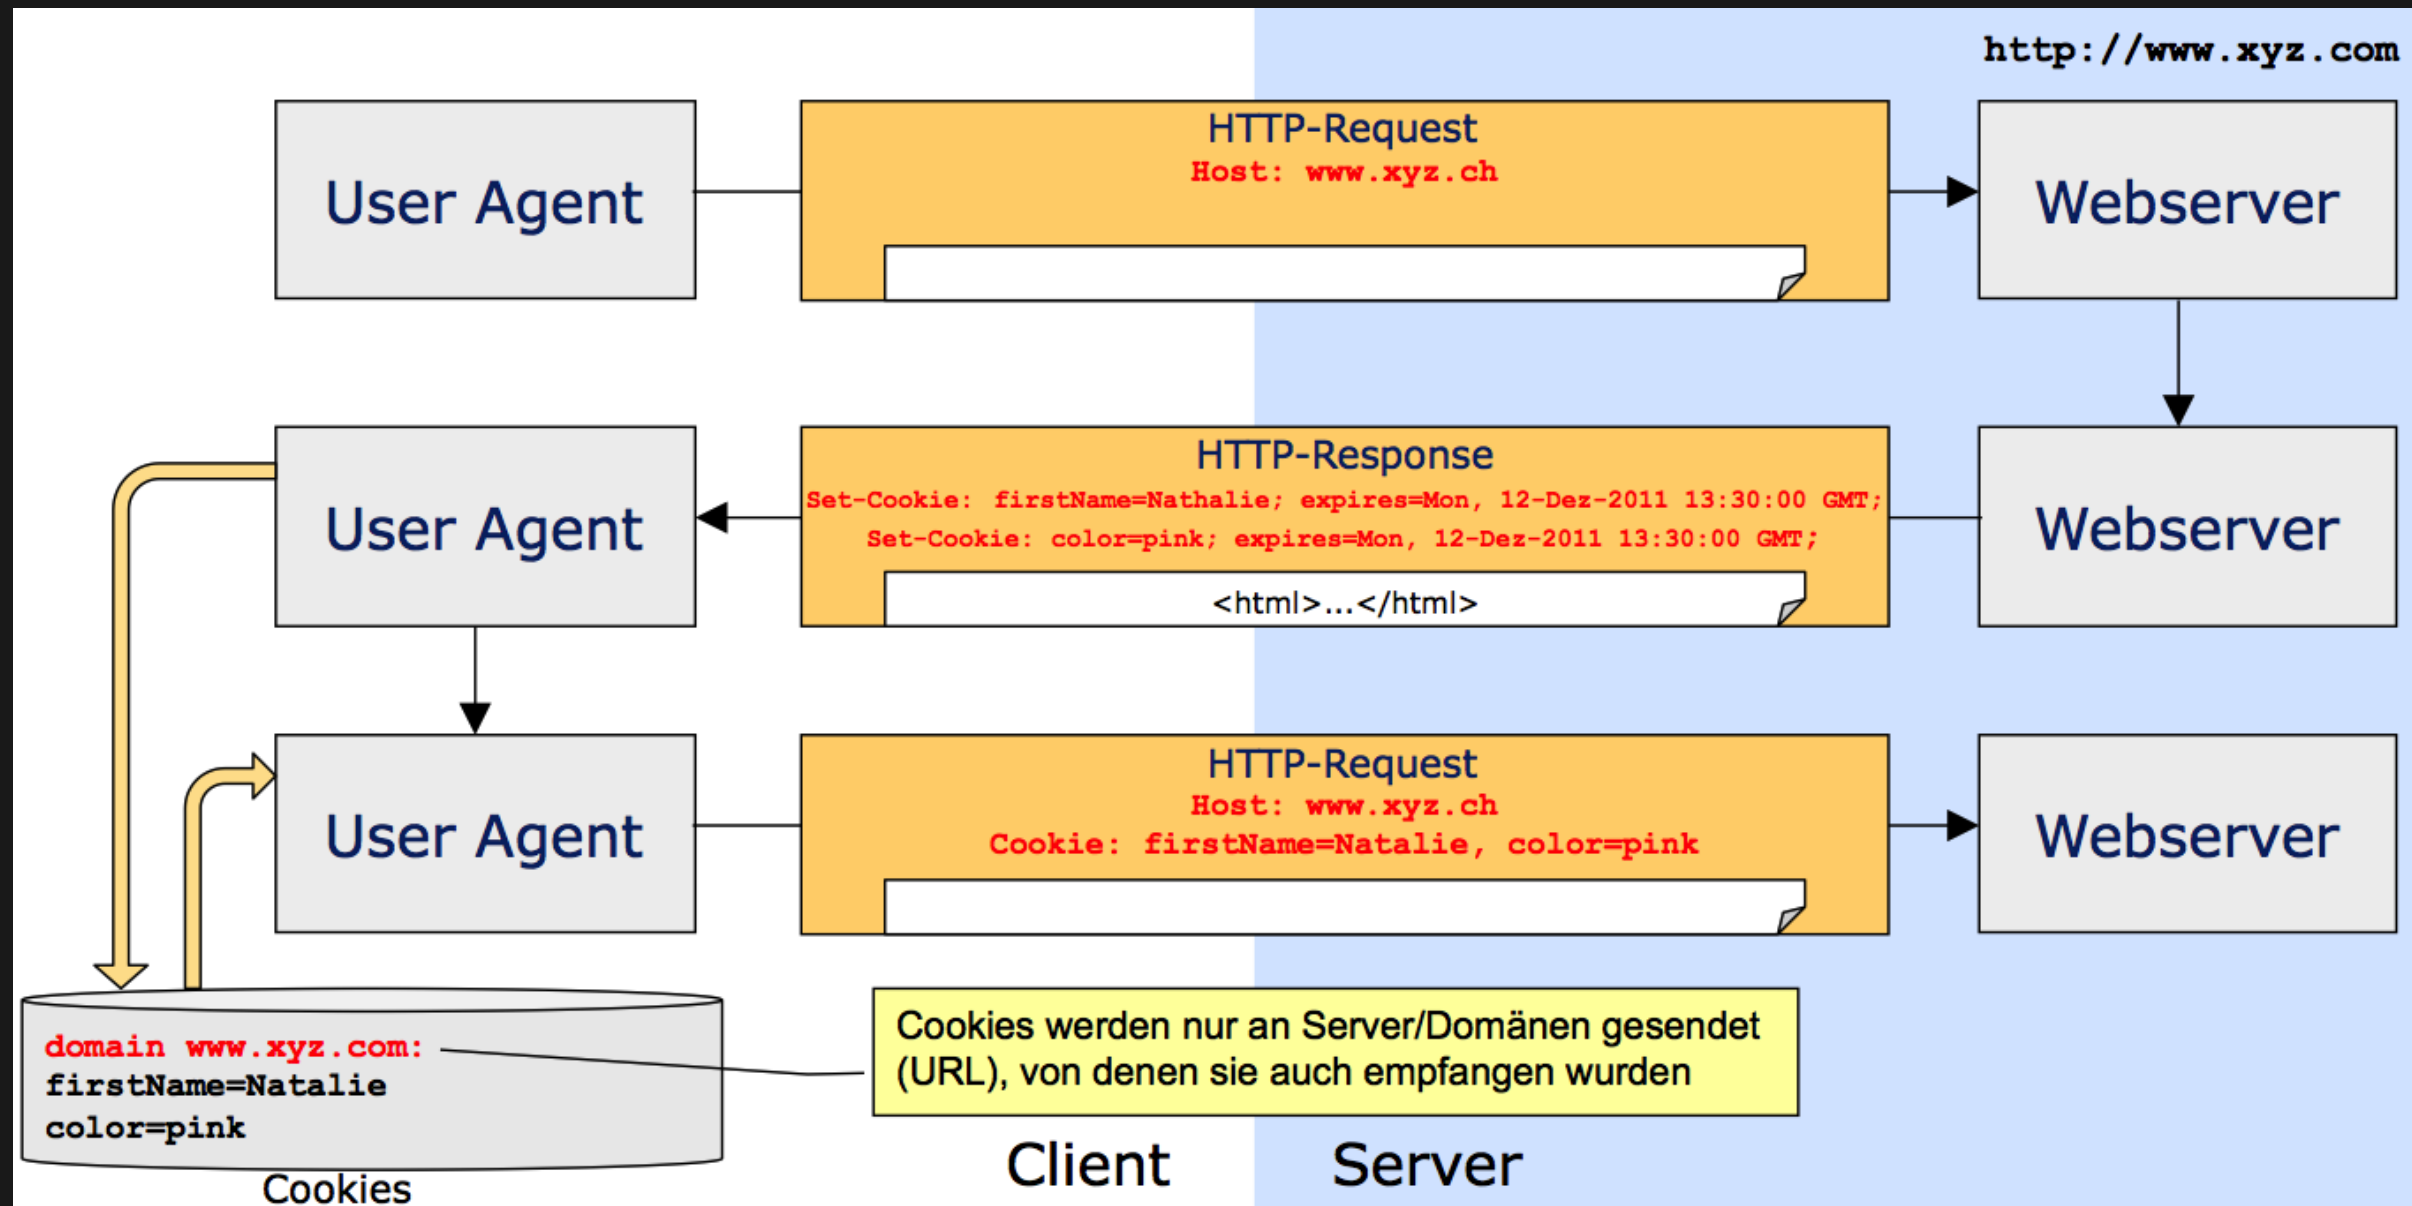 http://www.xyz.com
User Agent
HTTP-Request
Host: www.xyz.ch
Webserver
User Agent
HTTP-Response
Set-Cookie: firstName=Nathalie; expires=Mon, 12-Dez-2011 13:30:00 GMT;
Set-Cookie: color=pink; expires=Mon, 12-Dez-2011 13:30:00 GMT;
<html>...</html>
Webserver
User Agent
HTTP-Request
Host: www.xyz.ch
Cookie: firstName=Natalie, color=pink
Webserver
domain www.xyz.com:
firstName=Natalie
color=pink
Cookies
Cookies werden nur an Server/Domänen gesendet
(URL), von denen sie auch empfangen wurden
Client
Server